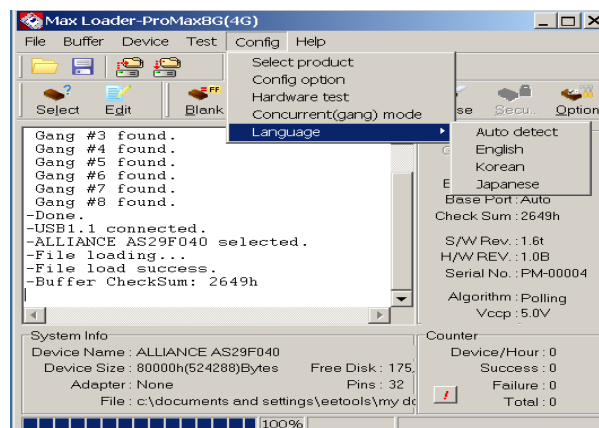 Max Loader-ProMax8G(4G)
File Buffer Device Test Config Help
Select product
Config option
Hardware test
Concurrent(gang) mode
Language
Auto detect
English
Korean
Japanese
Select Edit Blank se Secu.. Option
Gang #3 found.
Gang #4 found.
Gang #5 found.
Gang #6 found.
Gang #7 found.
Gang #8 found.
-Done.
-USB1.1 connected.
-ALLIANCE AS29F040 selected.
-File loading...
-File load success.
-Buffer CheckSum: 2649h
Base Port : Auto
Check Sum : 2649h
S/W Rev. : 1.6t
H/W REV. : 1.0B
Serial No. : PM-00004
Algorithm : Polling
Vccp : 5.0V
System Info
Device Name : ALLIANCE AS29F040
Device Size : 80000h(524288)Bytes Free Disk : 175,
Adapter : None Pins : 32
File : c:\documents and settings\eetools\my do
Counter
Device/Hour : 0
Success : 0
Failure : 0
Total : 0
100%